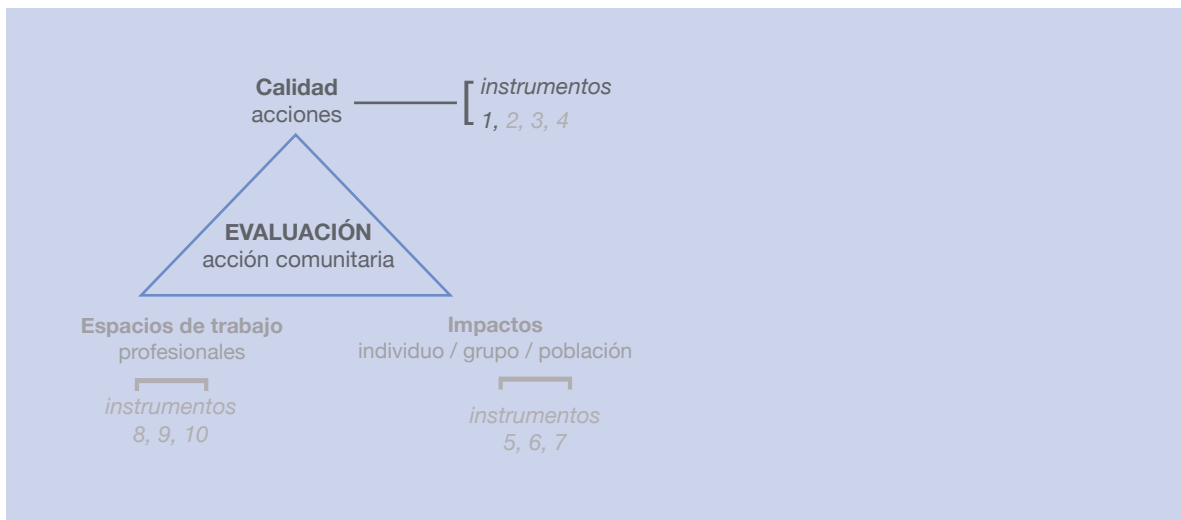 Calidad
acciones
instrumentos
1, 2, 3, 4
EVALUACIÓN
acción comunitaria
Espacios de trabajo
profesionales
instrumentos
8, 9, 10
Impactos
individuo / grupo / población
instrumentos
5, 6, 7